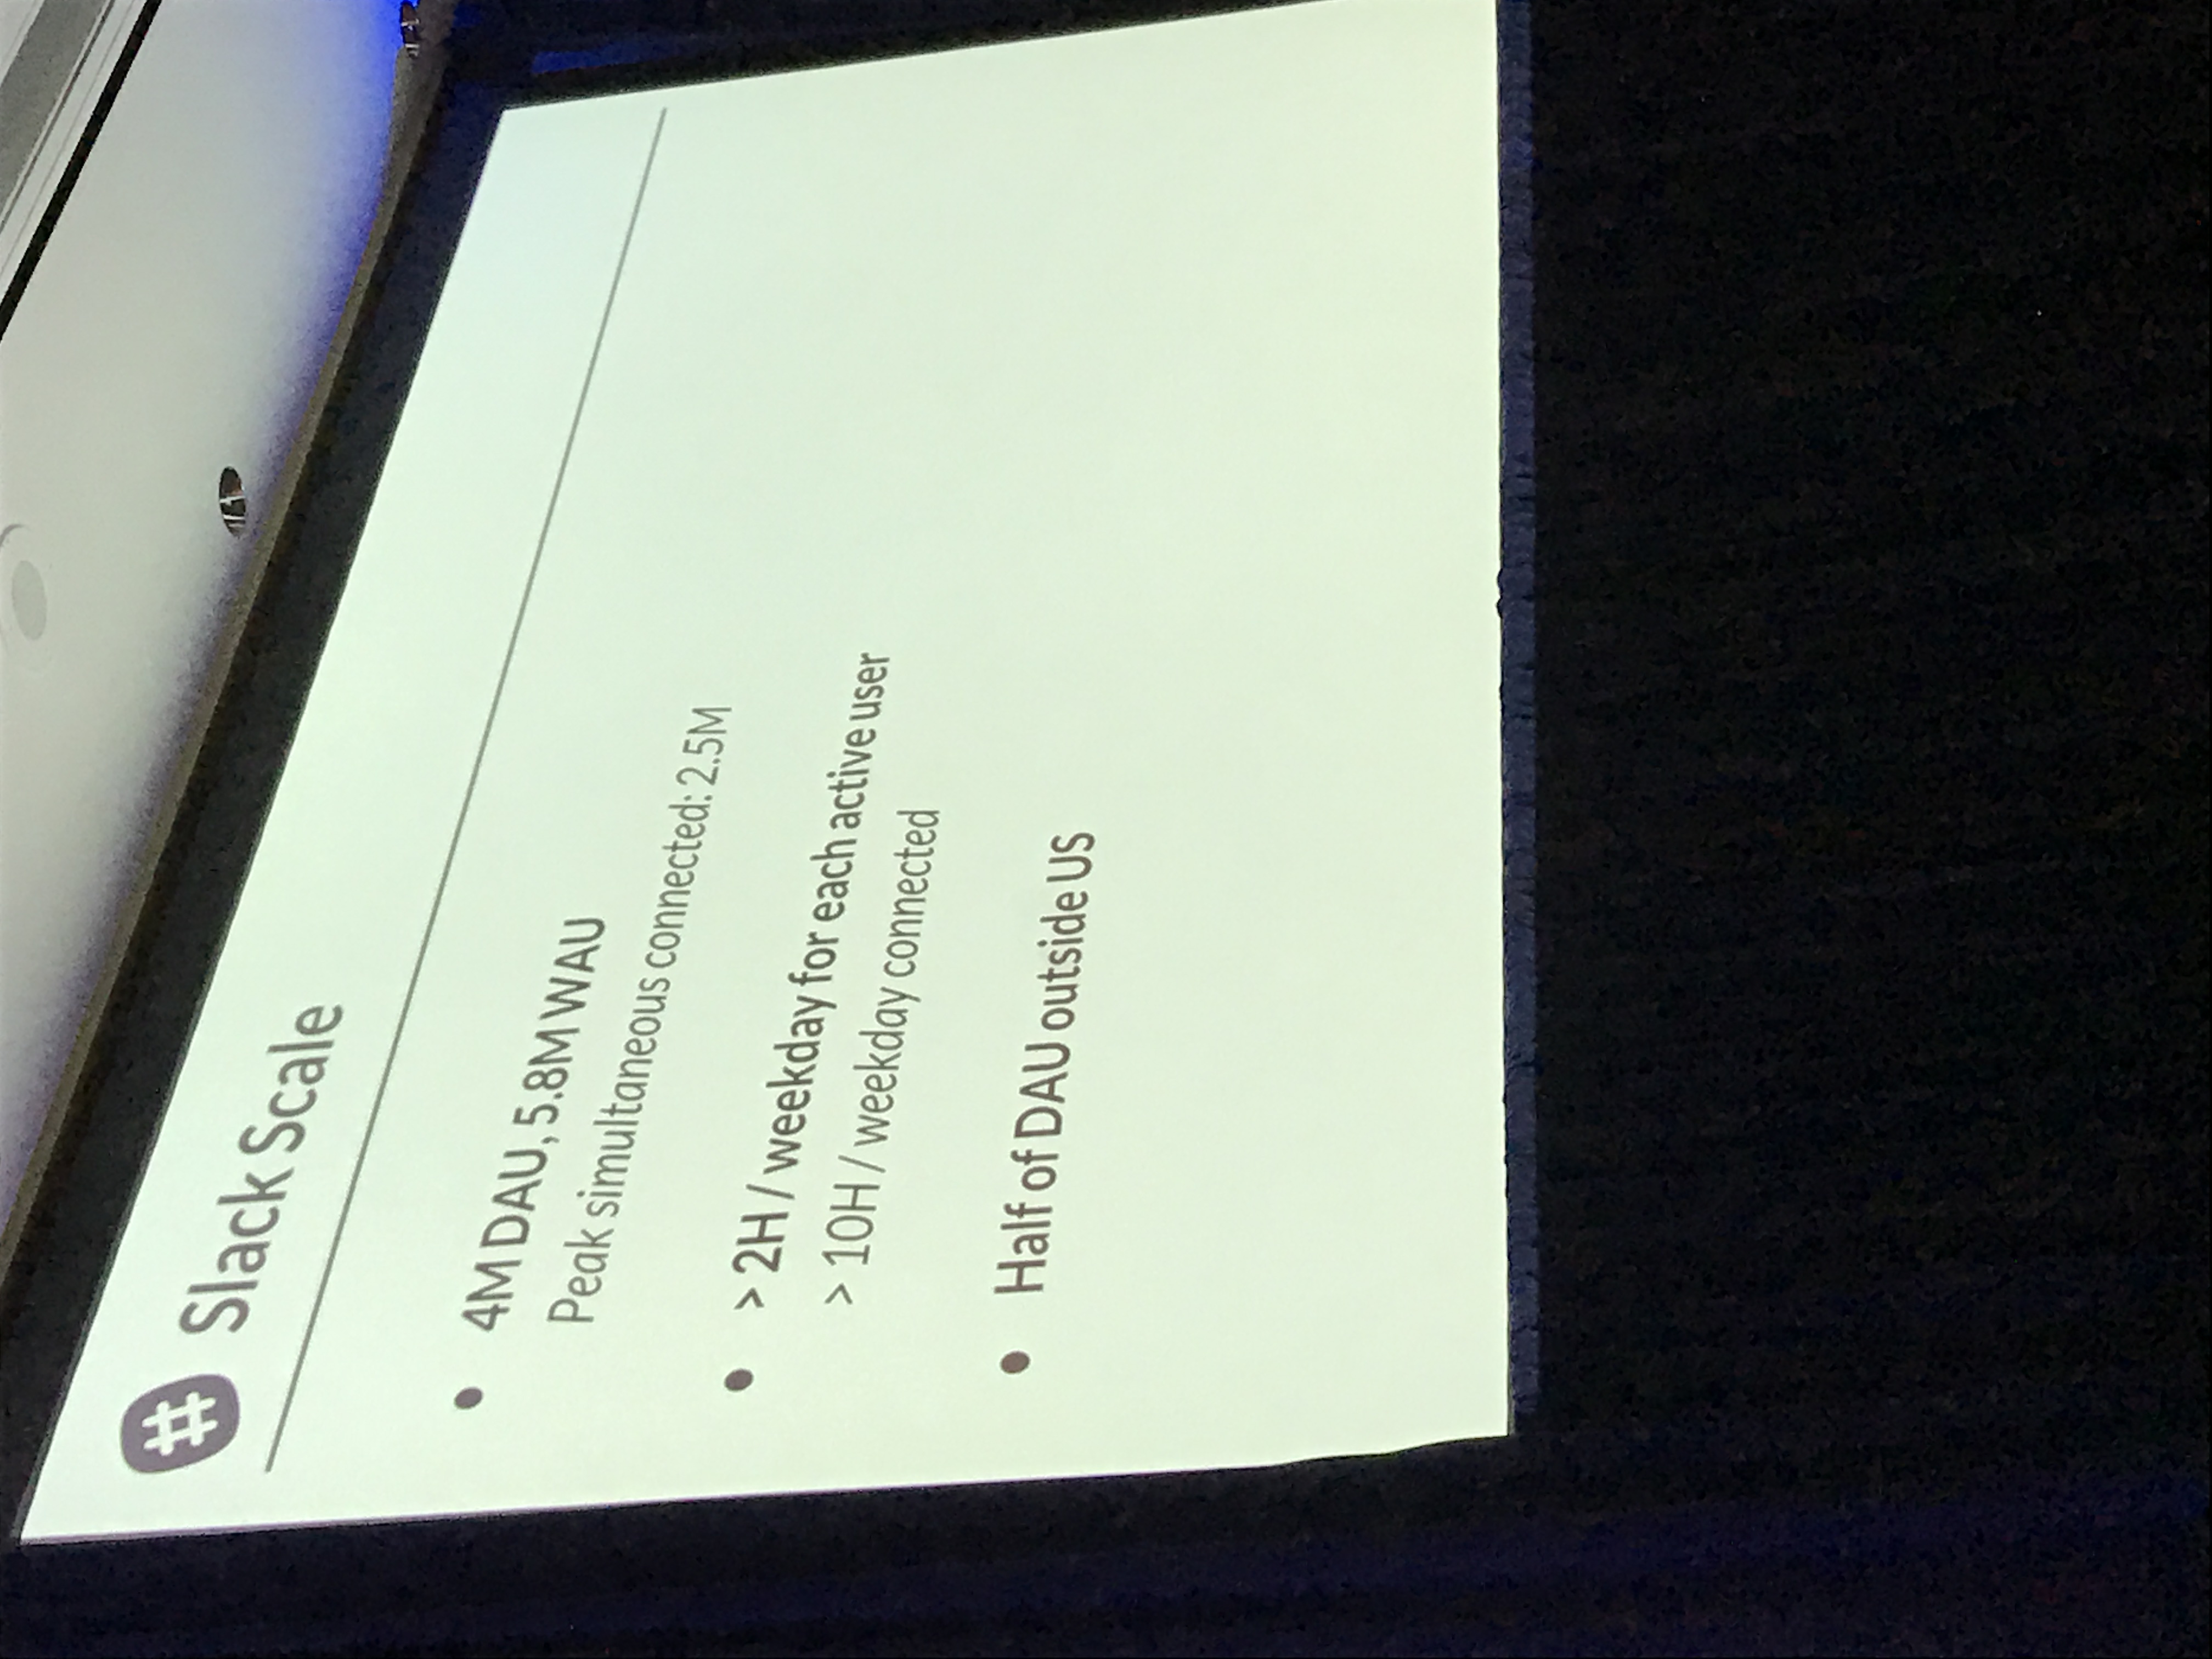 # Slack Scale
4M DAU, 5.8M WAU
Peak simultaneous connected: 2.5M
> 2H / weekday for each active user
> 10H / weekday connected
Half of DAU outside US